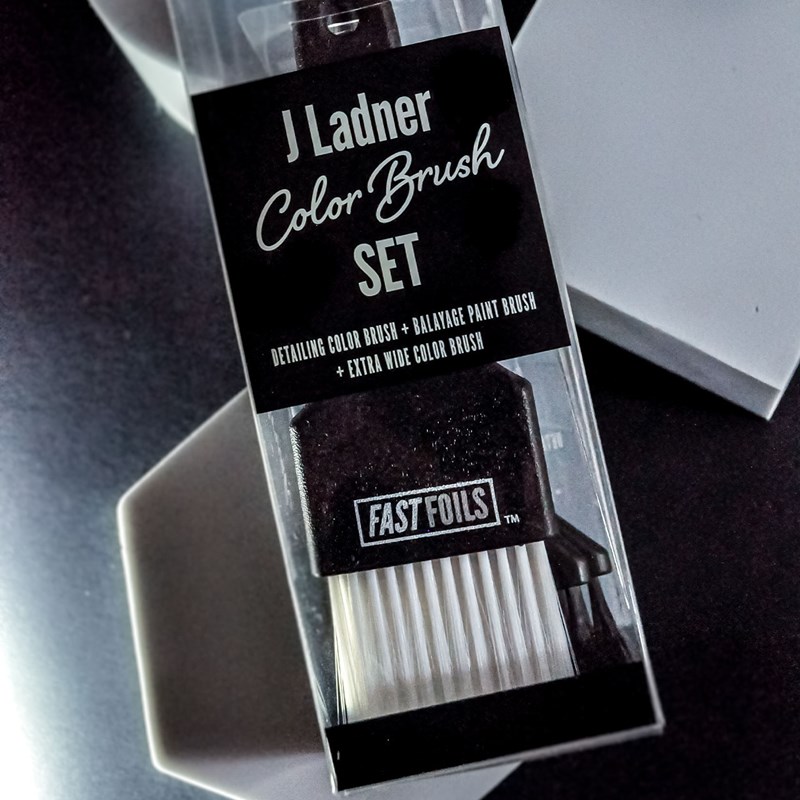 J Ladner
Color Brush
SET
DETAILING COLOR BRUSH + BALAYAGE PAINT BRUSH
+ EXTRA WIDE COLOR BRUSH
FAST FOILS ™